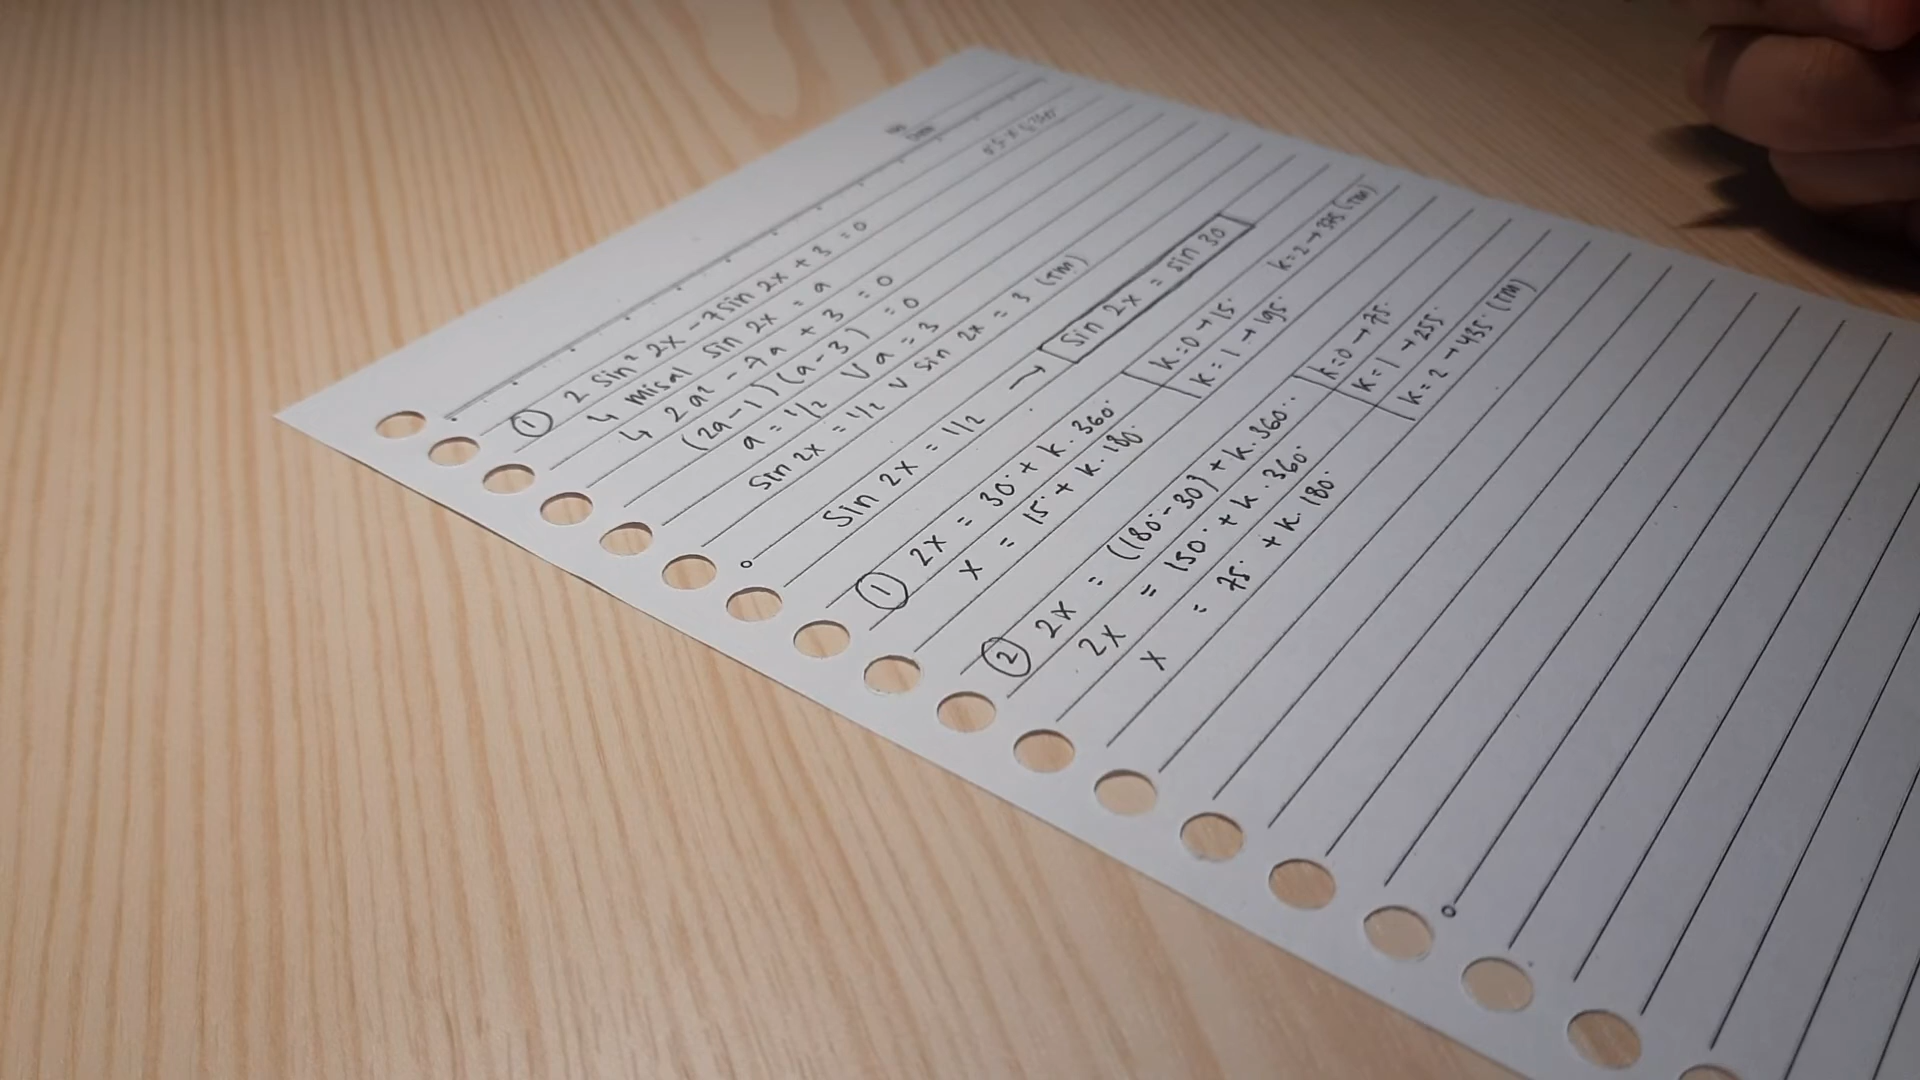 No
Date
① 2 sin² 2x - 7 sin 2x + 3 = 0
↳ misal sin 2x = a
↳ 2a² - 7a + 3 = 0
(2a-1) (a-3) = 0
a = 1/2 V a = 3
sin 2x = 1/2 v sin 2x = 3 (TM)
sin 2x = 1/2 → sin 2x = sin 30
① 2x = 30° + k. 360° k=0 → 15° k=2 → 375 (TM)
x = 15° + k. 180° k=1 → 195°
② 2x = (180° - 30) + k. 360° k=0 → 75°
2x = 150° + k. 360° k=1 → 255°
x = 75° + k. 180° k=2 → 435° (TM)